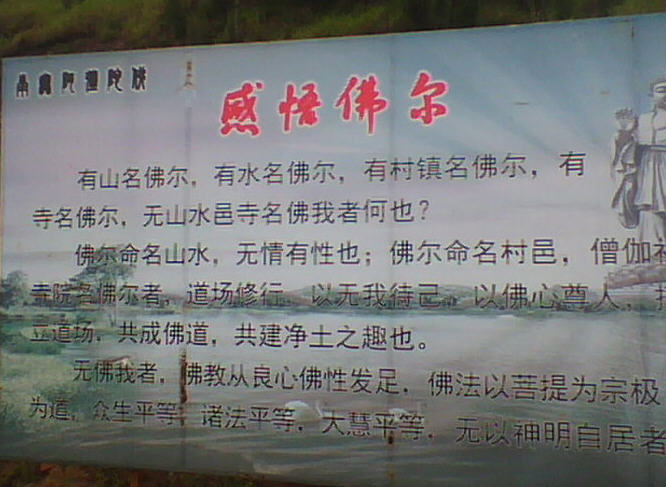 南無阿彌陀佛
感悟佛尔
有山名佛尔，有水名佛尔，有村镇名佛尔，有
寺名佛尔，无山水邑寺名佛我者何也？
佛尔命名山水，无情有性也；佛尔命名村邑，僧伽
寺院名佛尔者，道场修行，以无我待己，以佛心尊人，
立道场，共成佛道，共建净土之趣也。
无佛我者，佛教从良心佛性发足，佛法以菩提为宗极
为道，众生平等，诸法平等，大慧平等，无以神明自居者